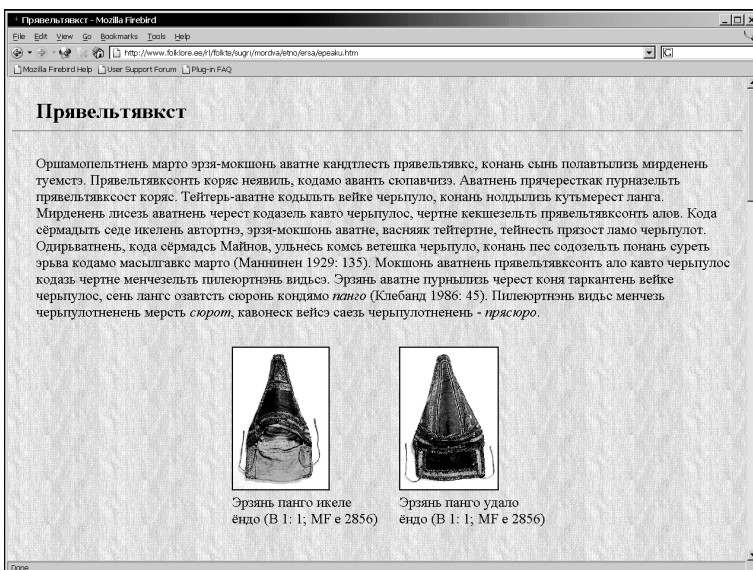 Прявельтявкст - Mozilla Firebird
File Edit View Go Bookmarks Tools Help
http://www.folklore.ee/rl/folkte/sugri/mordva/etno/ersa/epeaku.htm
Mozilla Firebird Help User Support Forum Plug-in FAQ
Прявельтявкст
Оршамопельтнень марто эрзя-мокшонь аватне кандтлесть прявельтявкс, конань сынь полавтылизь мирденень
туемстэ. Прявельтявксонть коряс неявиль, кодамо аванть сюпавчизэ. Аватнень прячересткак пурназельть
прявельтявксост коряс. Тейтерь-аватне кодыльть вейке черьпуло, конань нолдылизь кутьмерест ланга.
Мирденень лисезь аватнень черест кодазель кавто черьпулос, чертне кекшезельть прявельтявксонть алов. Кода
сёрмадыть седе икелень автортнэ, эрзя-мокшонь аватне, васняяк тейтертне, тейнесть прязост ламо черьпулот.
Одирьватнень, кода сёрмадсь Майнов, ульнесь комсь ветешка черьпуло, конань пес содозельть понань суреть
эрьва кодамо масылгавкс марто (Маннинен 1929: 135). Мокшонь аватнень прявельтявксонть ало кавто черьпулос
кодазь чертне менчезельть пилеюртнэнь видьсэ. Эрзянь аватне пурнылизь черест коня таркантень вейке
черьпулос, сень лангс озавтсть сюронь кондямо панго (Клебанд 1986: 45). Пилеюртнэнь видьс менчезь
черьпулотненень мерсть сюрот, кавонеск вейсэ саезь черьпулотненень - прясюро.
Эрзянь панго икеле
ёндо (В 1: 1; MF e 2856)
Эрзянь панго удало
ёндо (В 1: 1; MF e 2856)
Done